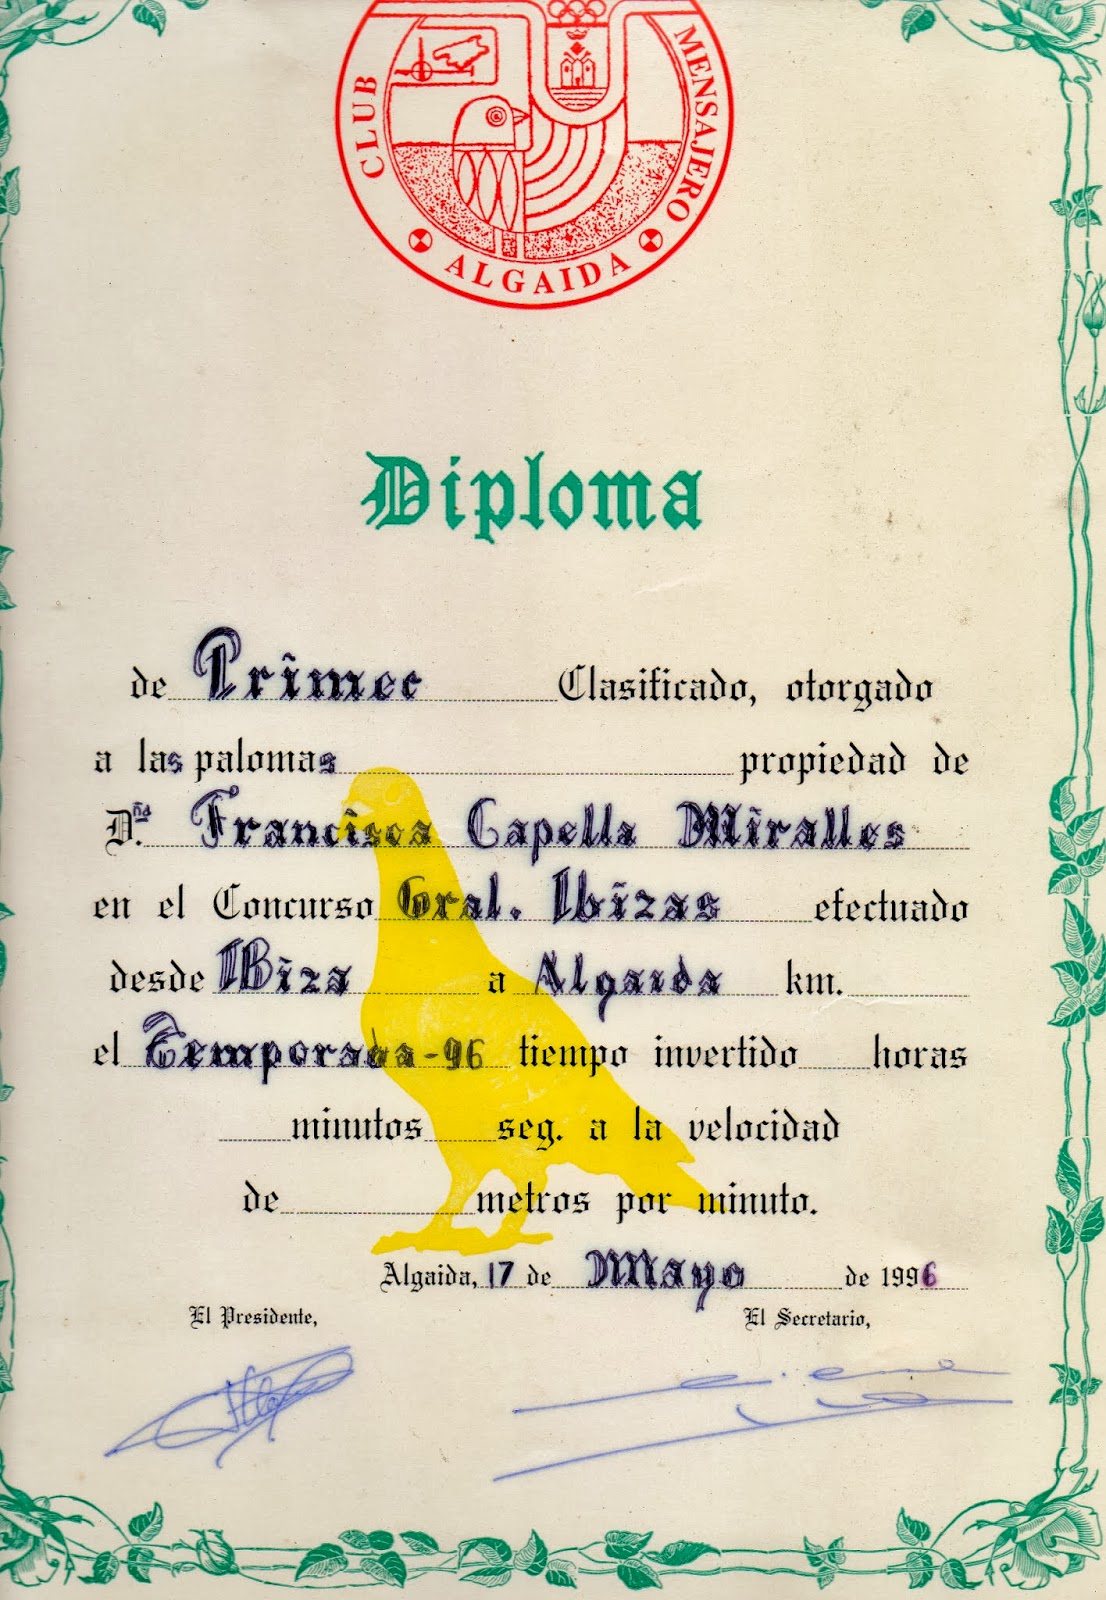 CLUB MENSAJERO
ALGAIDA
Diploma
de Primer Clasificado, otorgado
a las palomas propiedad de
D.ña Francisca Capella Miralles
en el Concurso Gral. Ibizas efectuado
desde IBiza a Algaida km.
el Temporada-96 tiempo invertido horas
minutos seg. a la velocidad
de metros por minuto.
Algaida, 17 de Mayo de 1996
El Presidente, El Secretario,